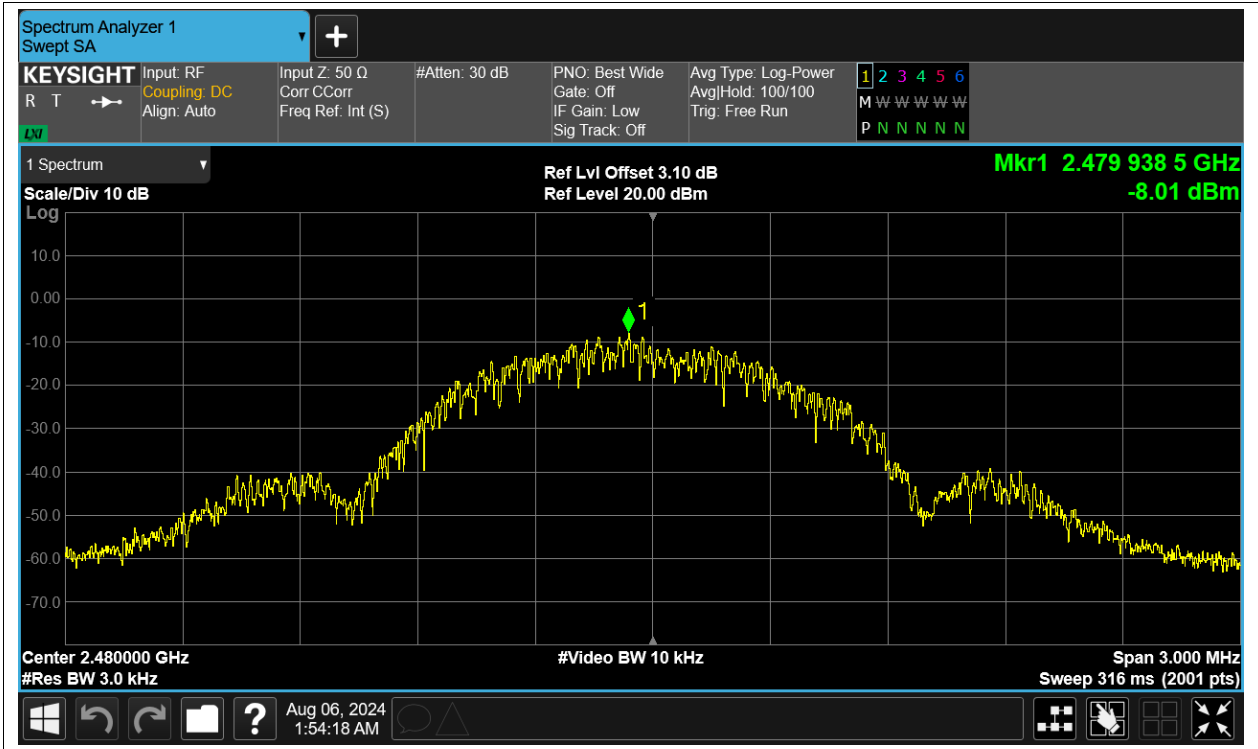 Spectrum Analyzer 1
Swept SA
+
KEYSIGHT
R T
LXI
Input: RF
Coupling: DC
Align: Auto
Input Z: 50 Ω
Corr CCorr
Freq Ref: Int (S)
#Atten: 30 dB
PNO: Best Wide
Gate: Off
IF Gain: Low
Sig Track: Off
Avg Type: Log-Power
Avg|Hold: 100/100
Trig: Free Run
1 2 3 4 5 6
M W W W W W
P N N N N N
1 Spectrum
Scale/Div 10 dB
Log
Ref Lvl Offset 3.10 dB
Ref Level 20.00 dBm
Mkr1 2.479 938 5 GHz
-8.01 dBm
10.0
0.00
1
-10.0
-20.0
-30.0
-40.0
-50.0
-60.0
-70.0
Center 2.480000 GHz
#Res BW 3.0 kHz
#Video BW 10 kHz
Span 3.000 MHz
Sweep 316 ms (2001 pts)
?
Aug 06, 2024
1:54:18 AM